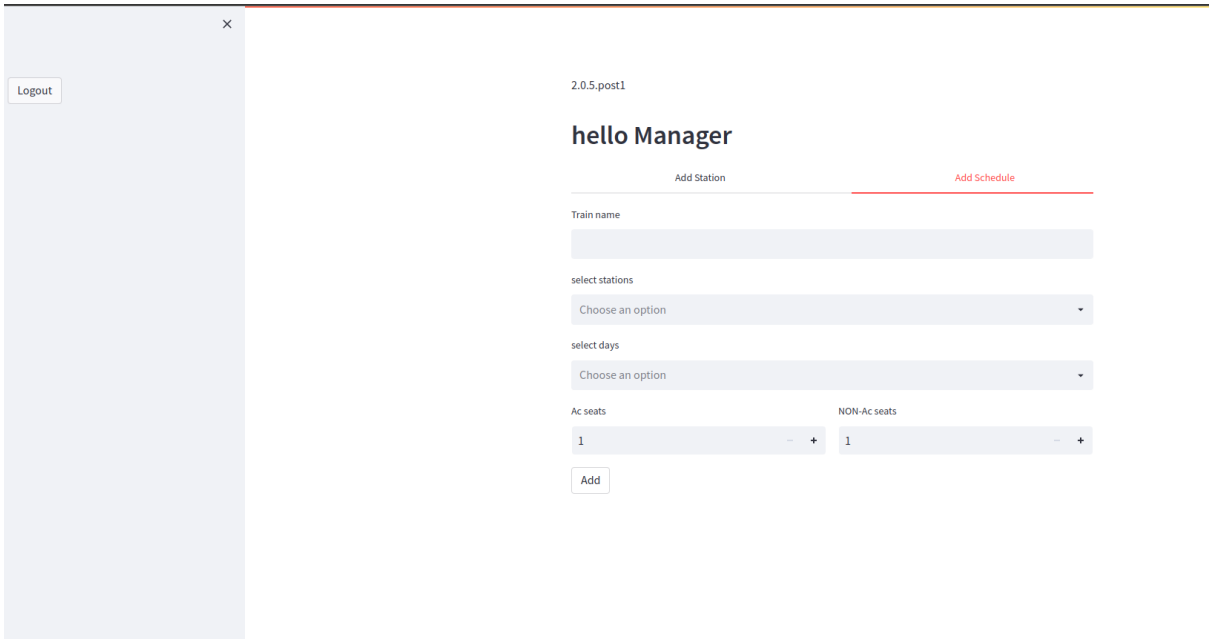 Logout
2.0.5.post1
hello Manager
Add Station Add Schedule
Train name
select stations
Choose an option
select days
Choose an option
Ac seats NON-Ac seats
1 − + 1 − +
Add